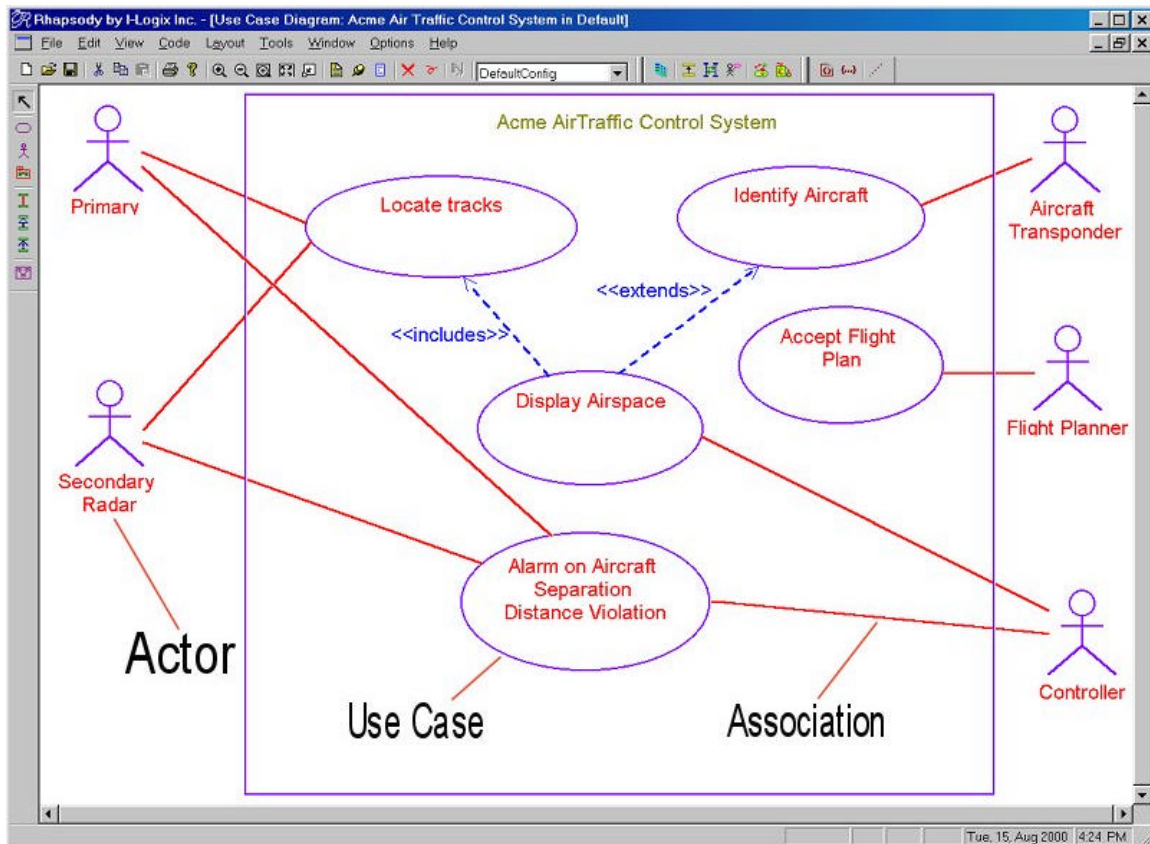 Rhapsody by I-Logix Inc. - [Use Case Diagram: Acme Air Traffic Control System in Default]
File Edit View Code Layout Tools Window Options Help
DefaultConfig
Acme AirTraffic Control System
Primary
Locate tracks
Identify Aircraft
Aircraft
Transponder
<<extends>>
<<includes>>
Accept Flight
Plan
Display Airspace
Flight Planner
Secondary
Radar
Alarm on Aircraft
Separation
Distance Violation
Actor
Use Case
Association
Controller
Tue, 15, Aug 2000 4:24 PM